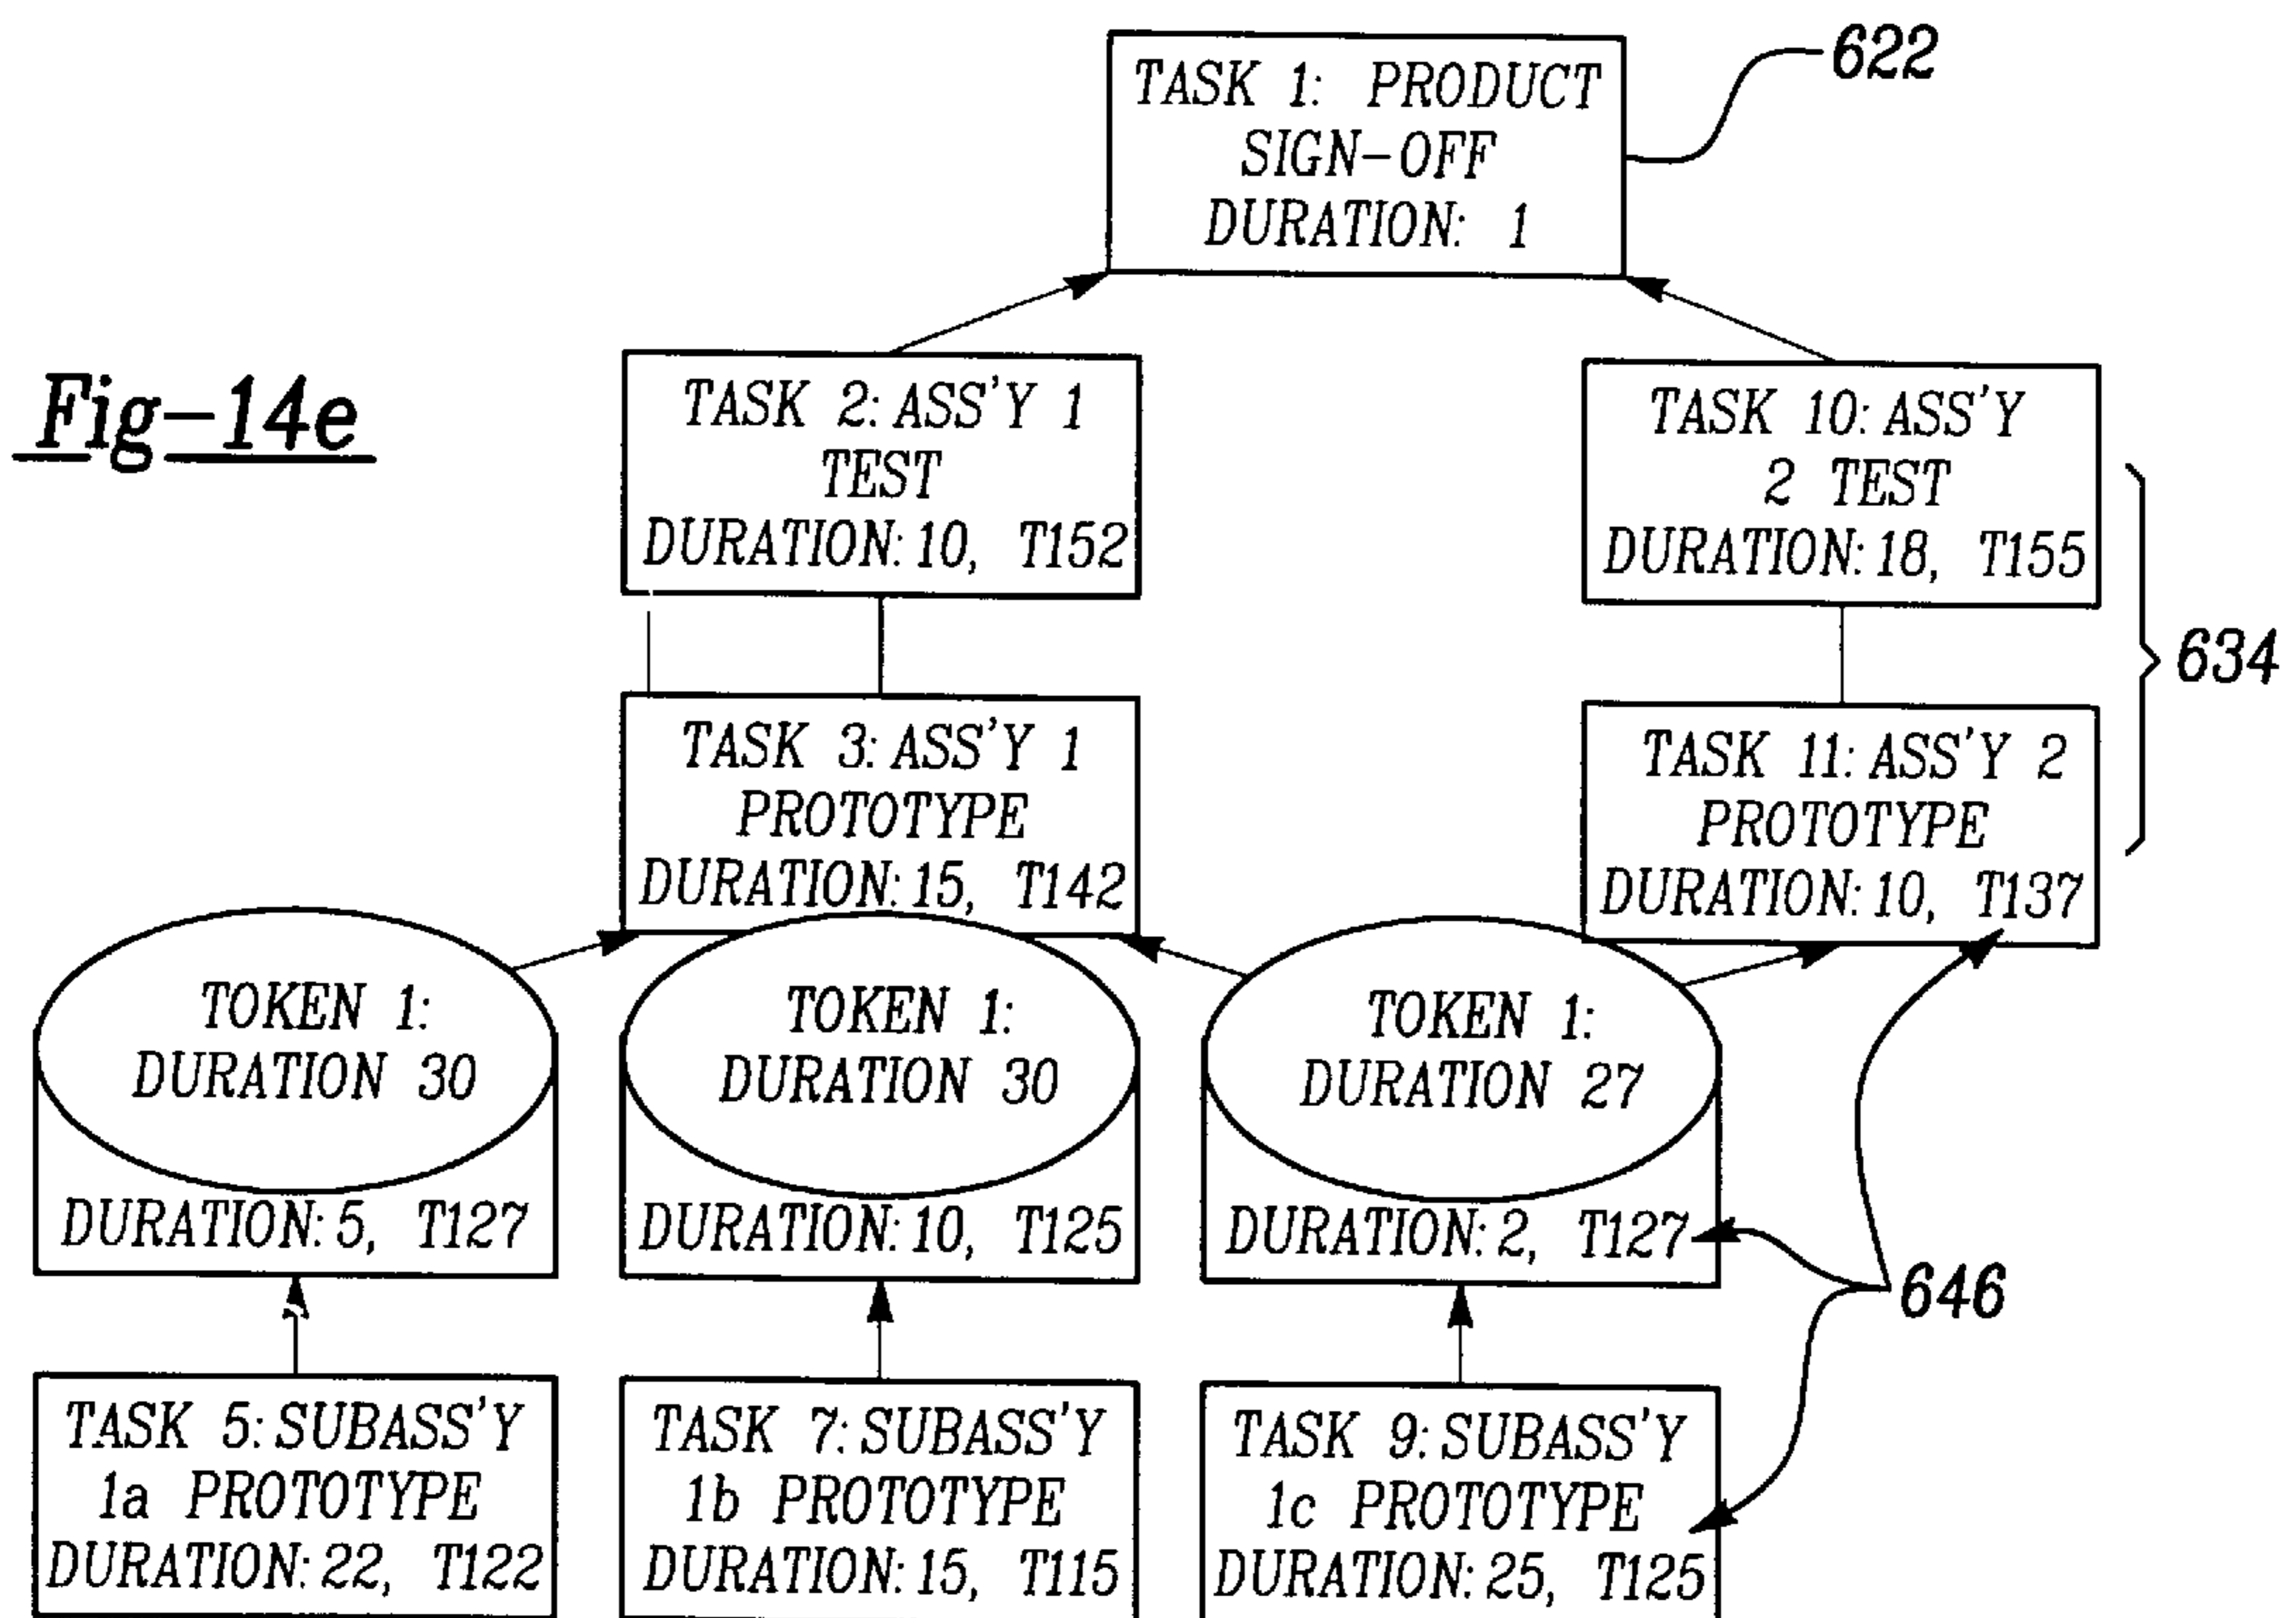 TASK 1: PRODUCT
SIGN-OFF
DURATION: 1
622
Fig-14e
TASK 2: ASS'Y 1
TEST
DURATION: 10, T152
TASK 10: ASS'Y
2 TEST
DURATION: 18, T155
634
TASK 3: ASS'Y 1
PROTOTYPE
DURATION: 15, T142
TASK 11: ASS'Y 2
PROTOTYPE
DURATION: 10, T137
TOKEN 1:
DURATION 30
DURATION: 5, T127
TOKEN 1:
DURATION 30
DURATION: 10, T125
TOKEN 1:
DURATION 27
DURATION: 2, T127
646
TASK 5: SUBASS'Y
1a PROTOTYPE
DURATION: 22, T122
TASK 7: SUBASS'Y
1b PROTOTYPE
DURATION: 15, T115
TASK 9: SUBASS'Y
1c PROTOTYPE
DURATION: 25, T125